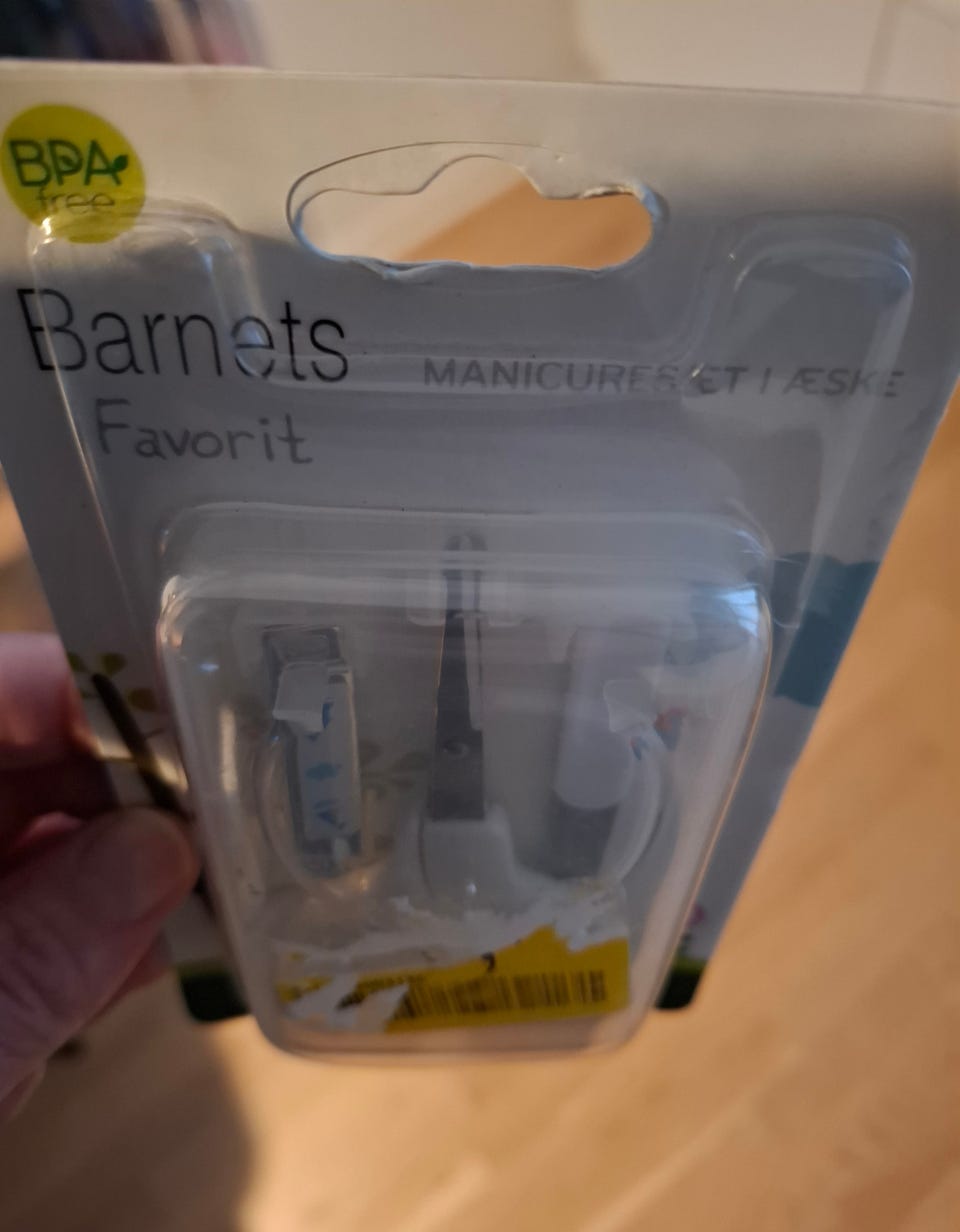 BPA
free
Barnets
MANICURESÆT I ÆSKE
Favorit